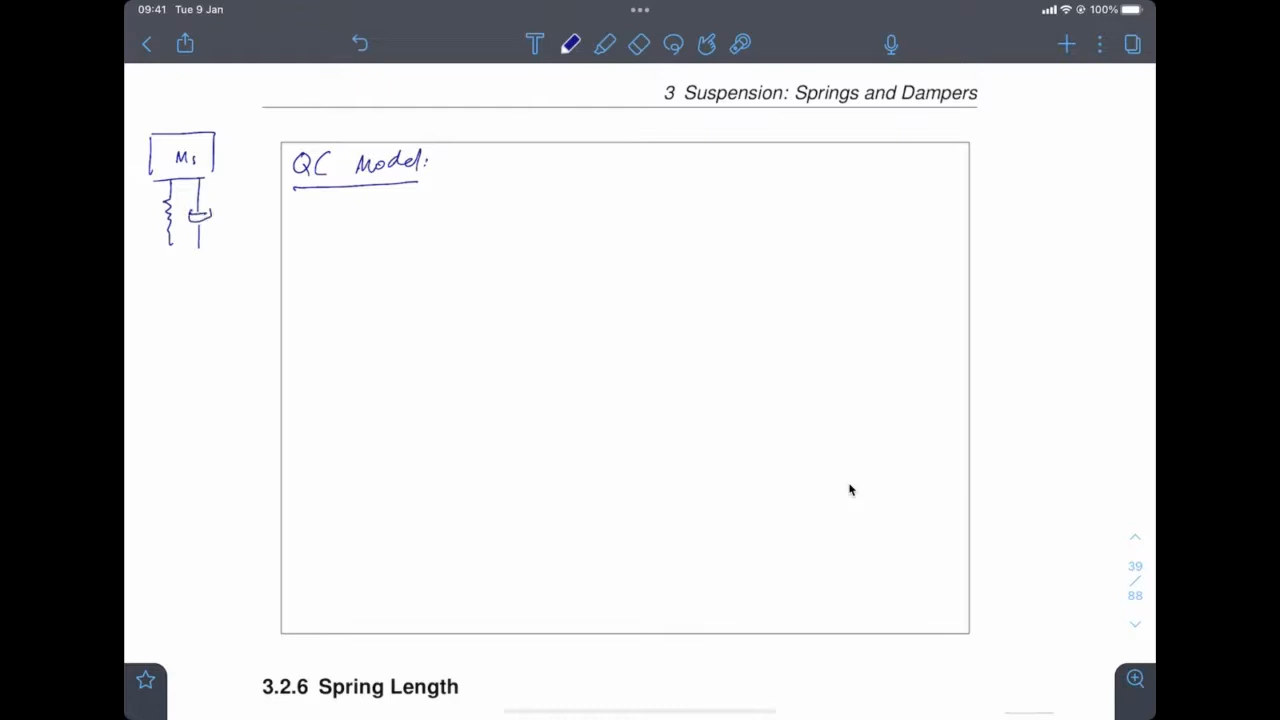 09:41 Tue 9 Jan
100%
3 Suspension: Springs and Dampers
Ms
QC Model:
39
/
88
3.2.6 Spring Length